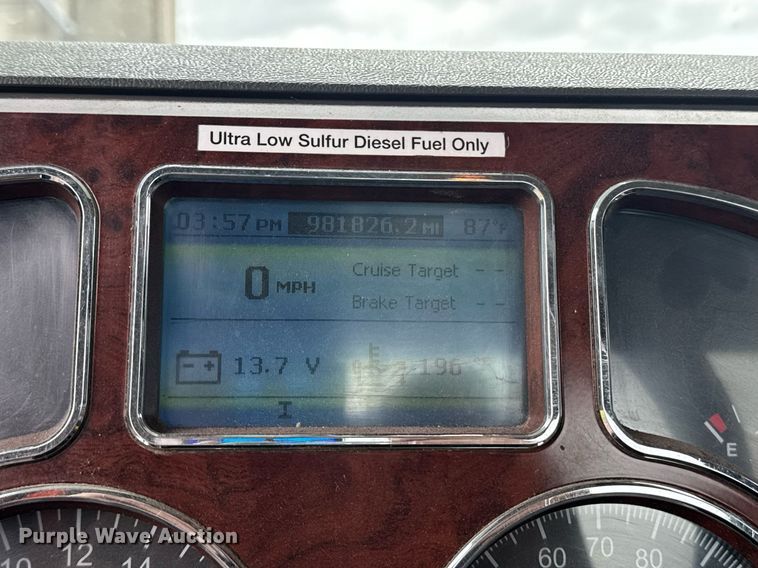 Ultra Low Sulfur Diesel Fuel Only
03:57 PM 981826.2 MI 87°F
0 MPH
Cruise Target - -
Brake Target - -
- + 13.7 V 196
I
E
10 12 14
60 70 80
Purple Wave Auction